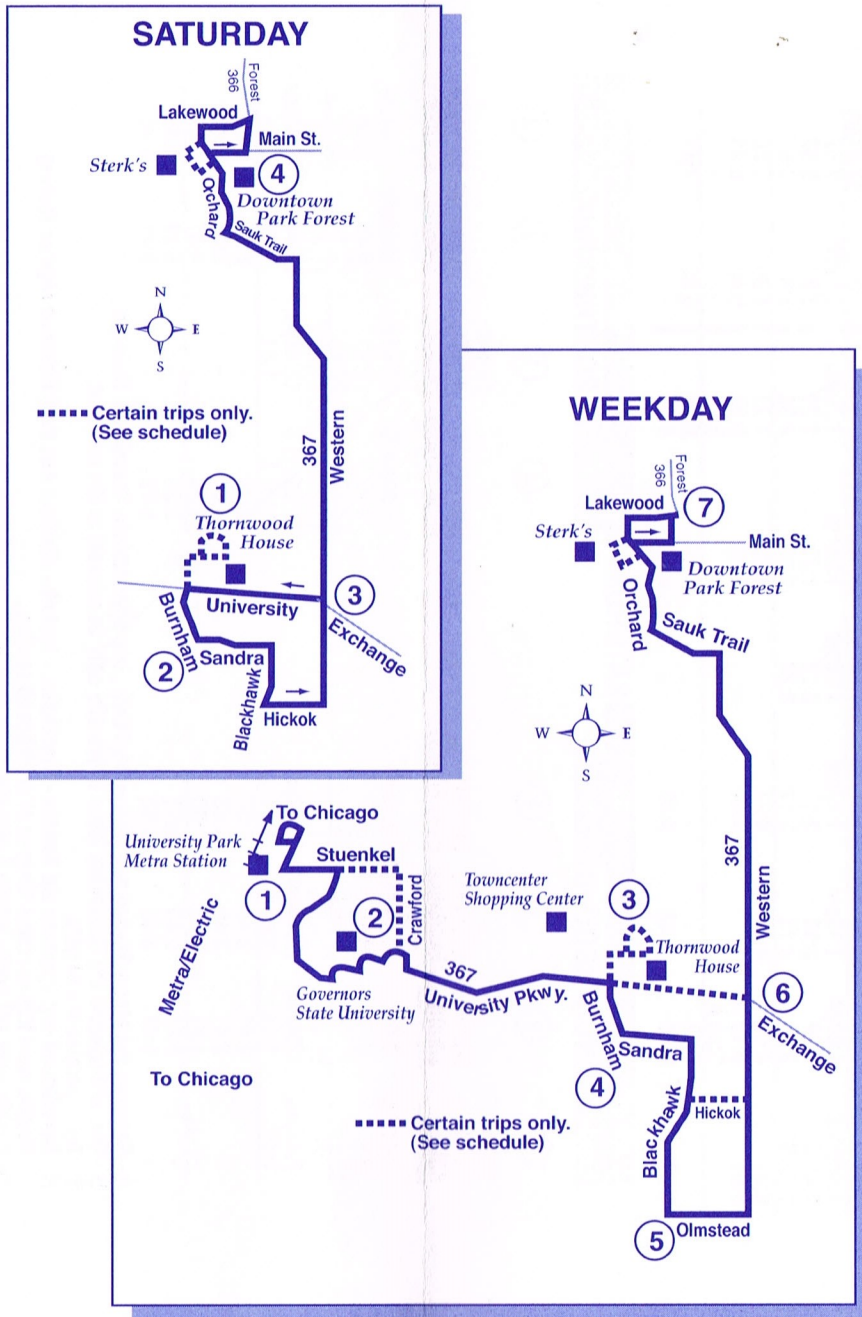 SATURDAY
Forest
366
Lakewood
Main St.
Sterk's
4
Orchard
Downtown
Park Forest
Sauk Trail
N
W
E
S
Certain trips only.
(See schedule)
367
Western
1
Thornwood
House
University
3
Exchange
Burnham
2
Sandra
Blackhawk
Hickok
WEEKDAY
Forest
366
Lakewood
7
Sterk's
Main St.
Downtown
Park Forest
Orchard
Sauk Trail
N
W
E
S
367
Western
To Chicago
University Park
Metra Station
Stuenkel
1
Crawford
2
Metra/Electric
Governors
State University
Towncenter
Shopping Center
3
Thornwood
House
367
University Pkwy.
6
Exchange
Burnham
Sandra
4
To Chicago
Certain trips only.
(See schedule)
Blackhawk
Hickok
5
Olmstead